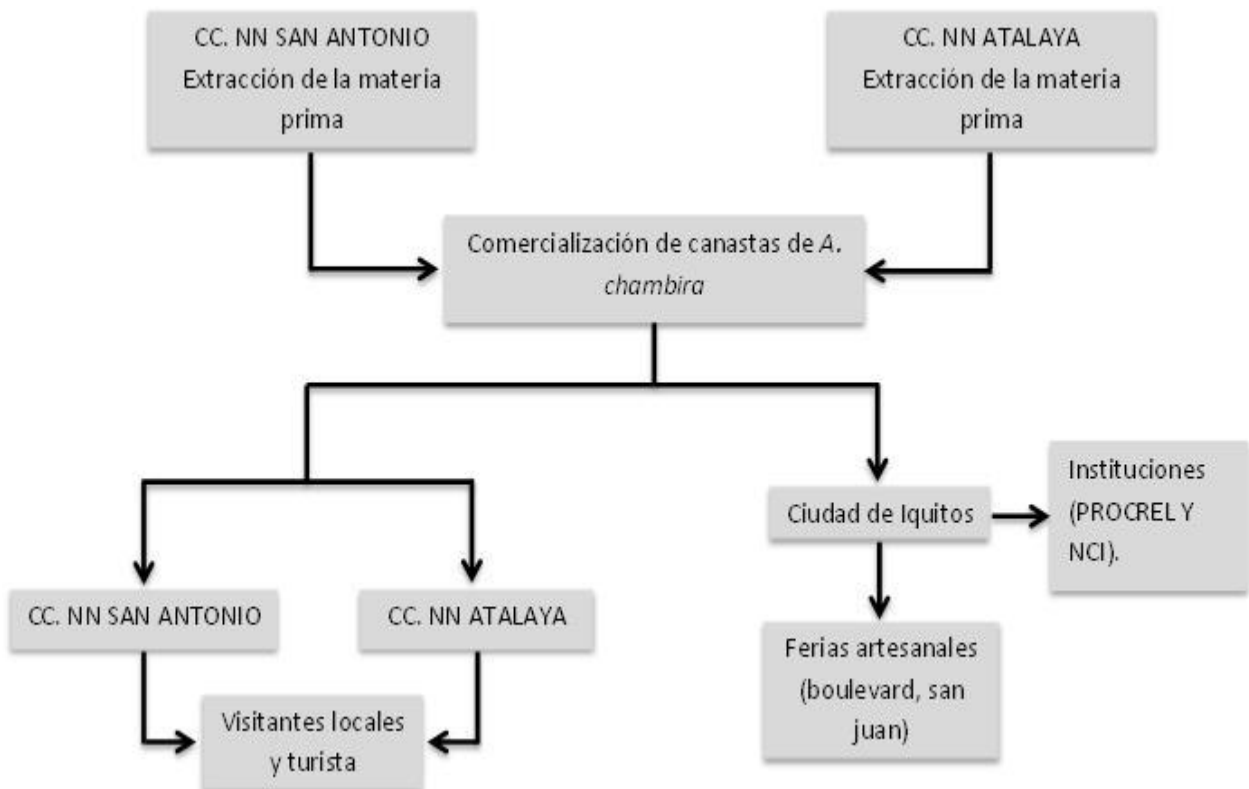 CC. NN SAN ANTONIO
Extracción de la materia
prima
CC. NN ATALAYA
Extracción de la materia
prima
Comercialización de canastas de A.
chambira
Ciudad de Iquitos
Instituciones
(PROCREL Y
NCI).
CC. NN SAN ANTONIO
CC. NN ATALAYA
Ferias artesanales
(boulevard, san
juan)
Visitantes locales
y turista